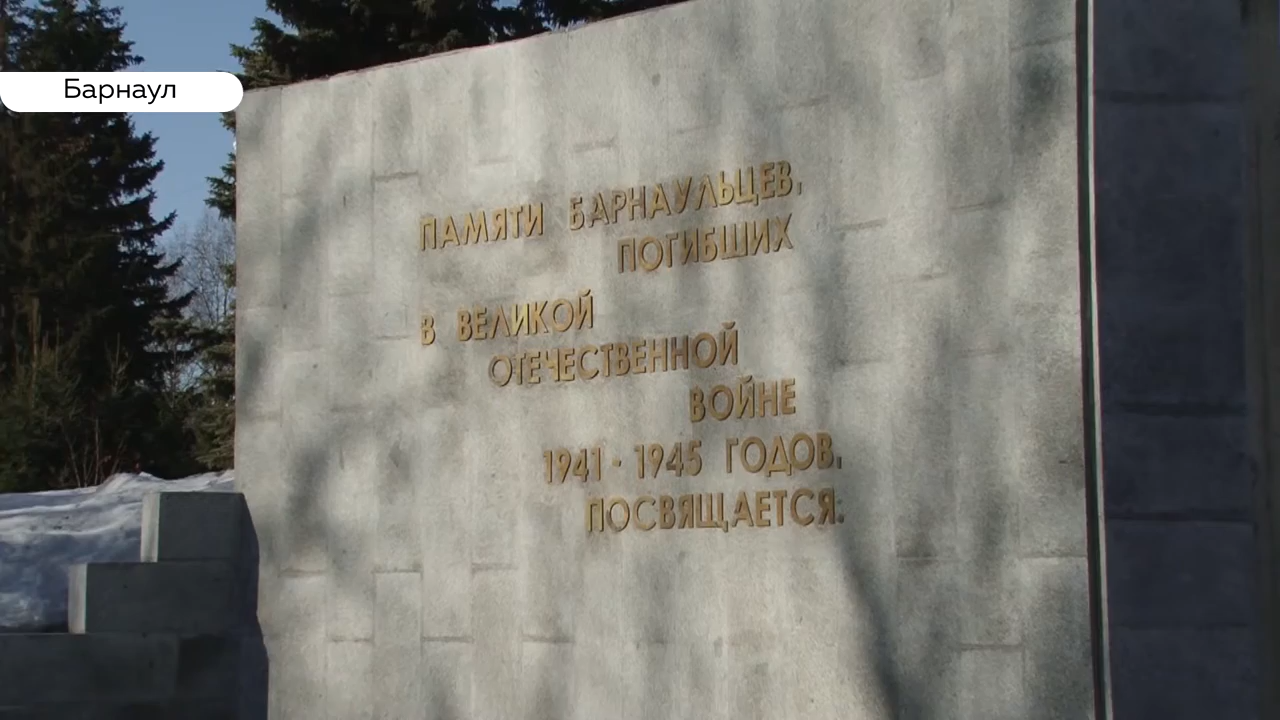 Барнаул
ПАМЯТИ БАРНАУЛЬЦЕВ,
ПОГИБШИХ
В ВЕЛИКОЙ
ОТЕЧЕСТВЕННОЙ
ВОЙНЕ
1941 - 1945 ГОДОВ,
ПОСВЯЩАЕТСЯ: